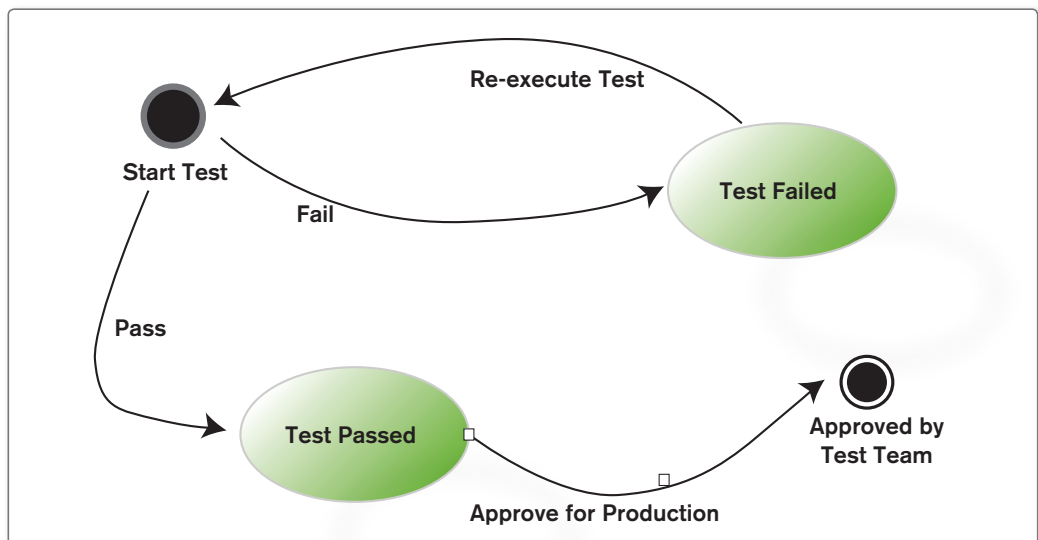 Re-execute Test
Start Test
Test Failed
Fail
Pass
Test Passed
Approved by
Test Team
Approve for Production